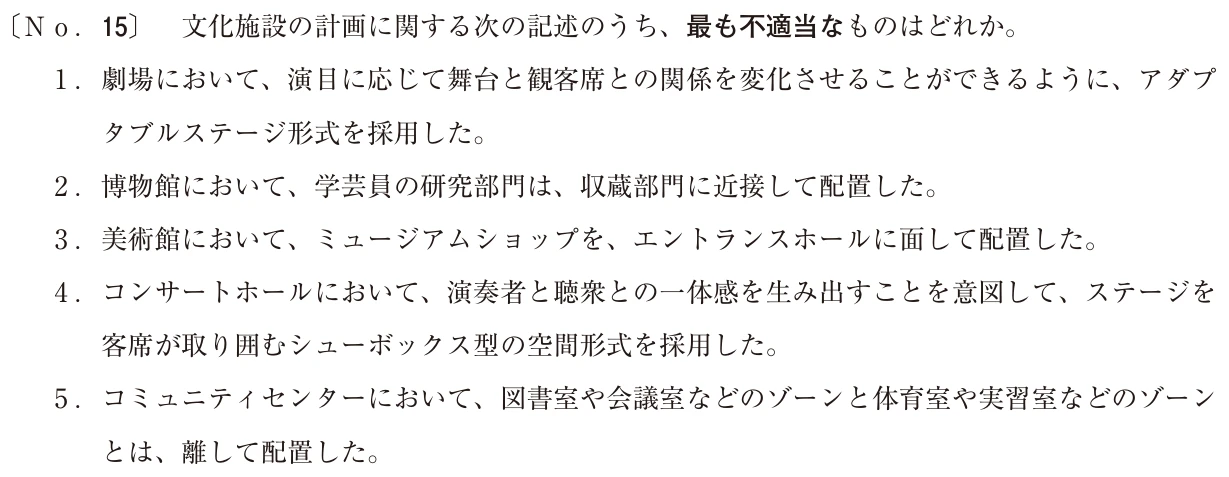 〔Ｎｏ．15〕　文化施設の計画に関する次の記述のうち、最も不適当なものはどれか。
１．劇場において、演目に応じて舞台と観客席との関係を変化させることができるように、アダプ
タブルステージ形式を採用した。
２．博物館において、学芸員の研究部門は、収蔵部門に近接して配置した。
３．美術館において、ミュージアムショップを、エントランスホールに面して配置した。
４．コンサートホールにおいて、演奏者と聴衆との一体感を生み出すことを意図して、ステージを
客席が取り囲むシューボックス型の空間形式を採用した。
５．コミュニティセンターにおいて、図書室や会議室などのゾーンと体育室や実習室などのゾーン
とは、離して配置した。